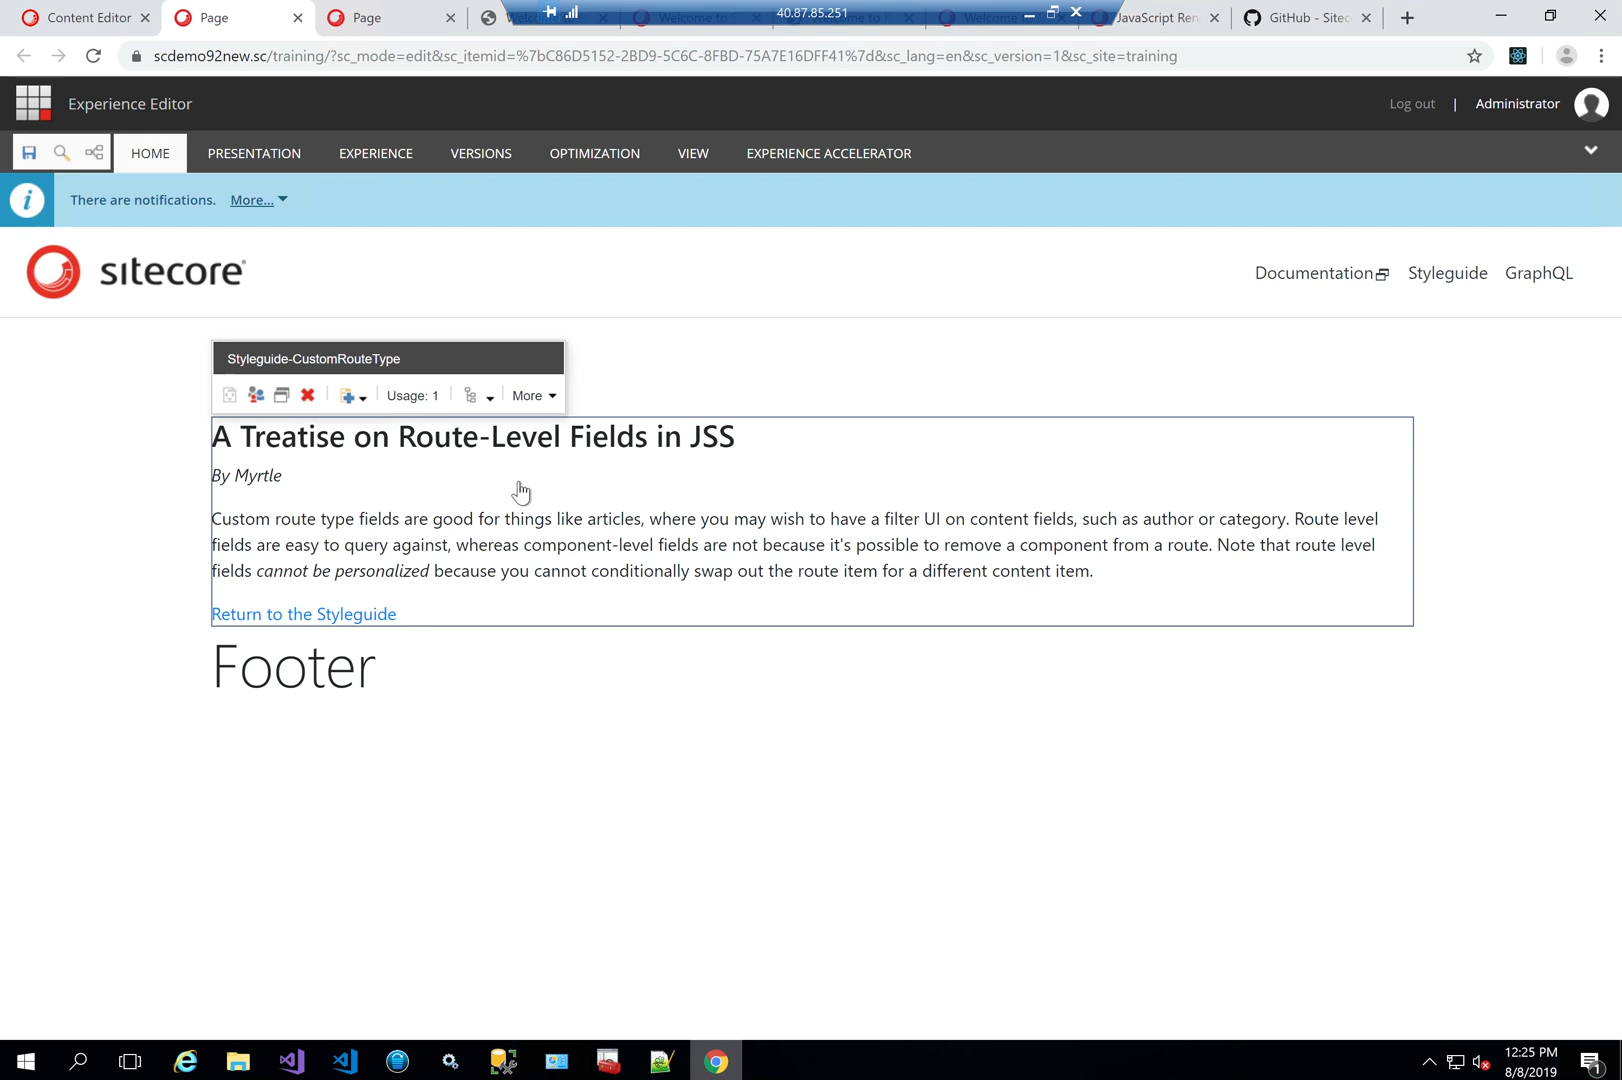 Content Editor
Page
Page
40.87.85.251
JavaScript Ren
GitHub - Sitec
scdemo92new.sc/training/?sc_mode=edit&sc_itemid=%7bC86D5152-2BD9-5C6C-8FBD-75A7E16DFF41%7d&sc_lang=en&sc_version=1&sc_site=training
Experience Editor
Log out | Administrator
HOME PRESENTATION EXPERIENCE VERSIONS OPTIMIZATION VIEW EXPERIENCE ACCELERATOR
There are notifications. More...
sitecore
Documentation Styleguide GraphQL
Styleguide-CustomRouteType
Usage: 1 More
A Treatise on Route-Level Fields in JSS
By Myrtle
Custom route type fields are good for things like articles, where you may wish to have a filter UI on content fields, such as author or category. Route level
fields are easy to query against, whereas component-level fields are not because it's possible to remove a component from a route. Note that route level
fields cannot be personalized because you cannot conditionally swap out the route item for a different content item.
Return to the Styleguide
Footer
12:25 PM
8/8/2019
1